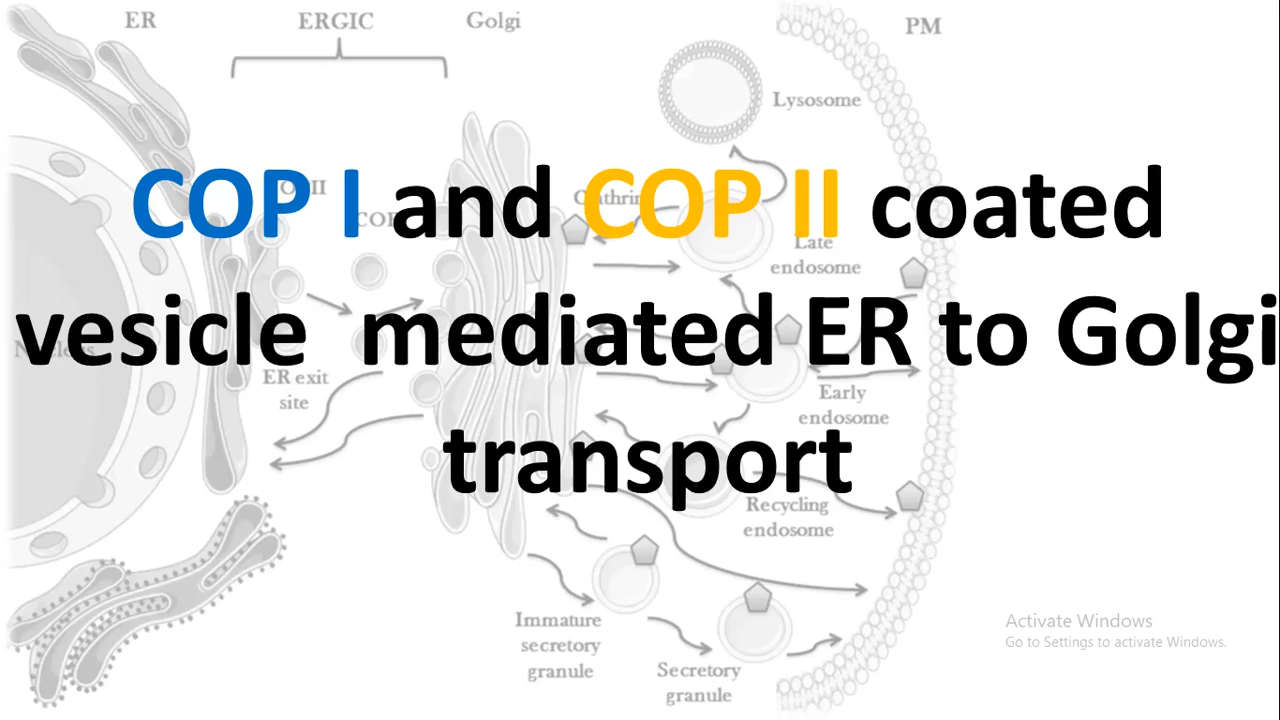 ER
ERGIC
Golgi
PM
Lysosome
COP I and COP II coated
vesicle  mediated ER to Golgi
transport
Late
endosome
ER exit
site
Early
endosome
Recycling
endosome
Immature
secretory
granule
Secretory
granule
Activate Windows
Go to Settings to activate Windows.